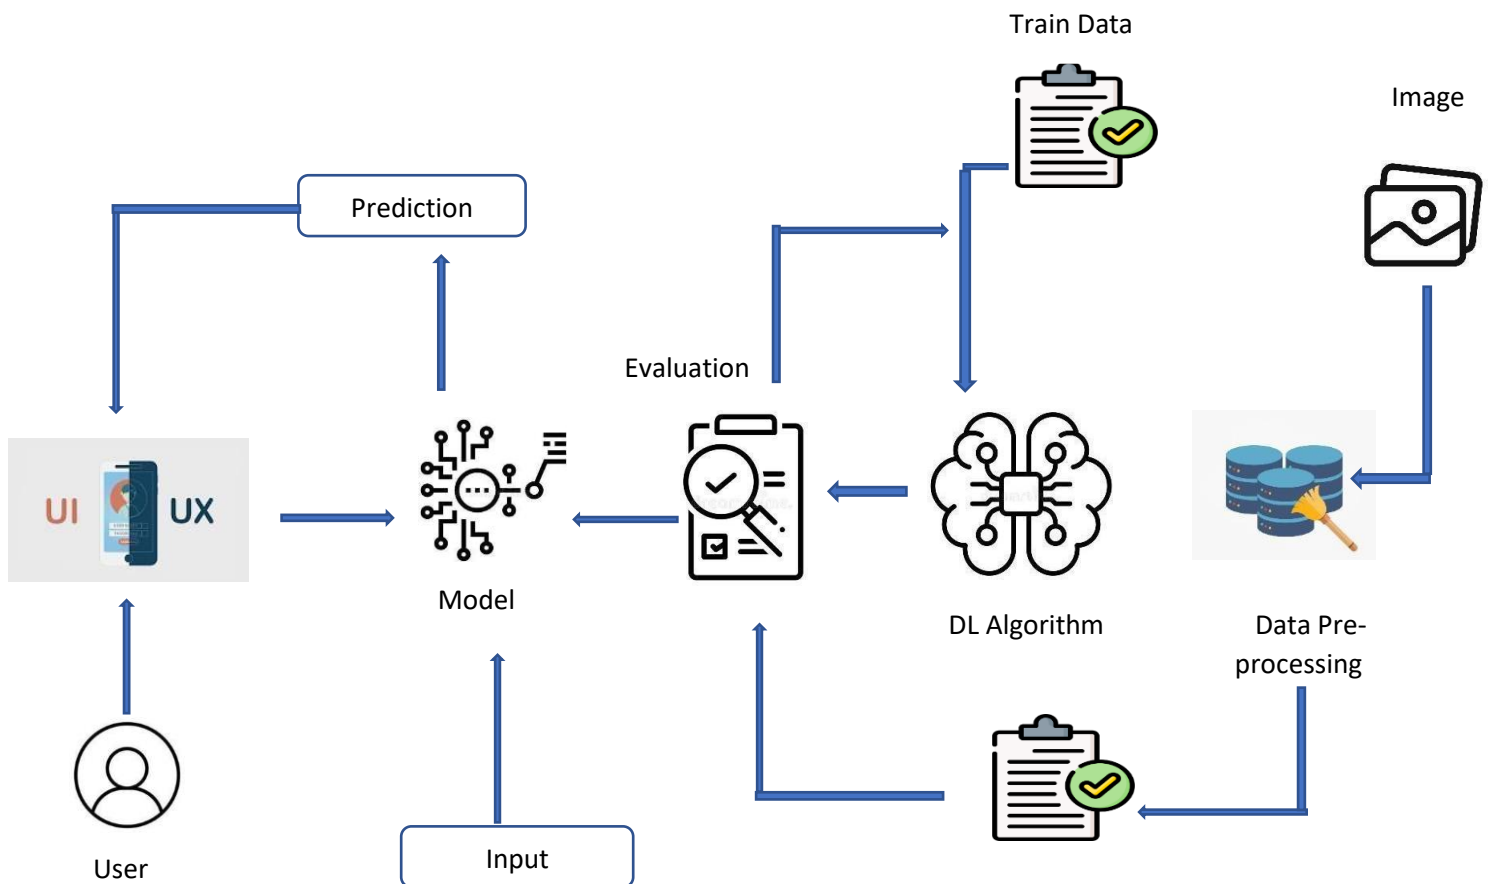 Train Data
Image
Prediction
Evaluation
UI UX
Model
DL Algorithm
Data Pre-
processing
Input
User